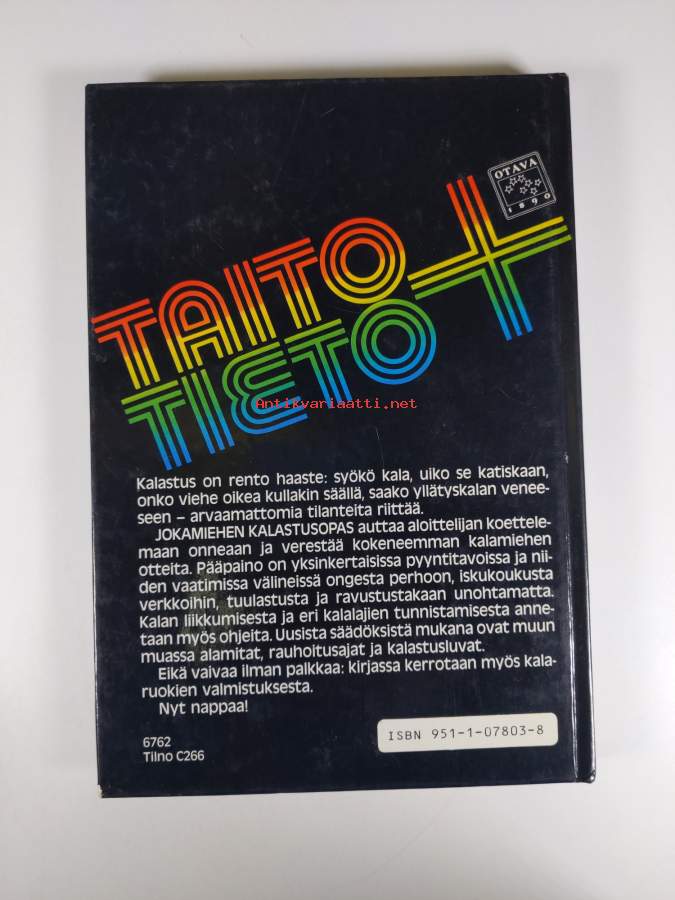 OTAVA
1890
TAITO
TIETO
+
Antikvariaatti.net
Kalastus on rento haaste: syökö kala, uiko se katiskaan,
onko viehe oikea kullakin säällä, saako yllätyskalan venee-
seen – arvaamattomia tilanteita riittää.
JOKAMIEHEN KALASTUSOPAS auttaa aloittelijan koettele-
maan onneaan ja verestää kokeneemman kalamiehen
otteita. Pääpaino on yksinkertaisissa pyyntitavoissa ja nii-
den vaatimissa välineissä ongesta perhoon, iskukoukusta
verkkoihin, tuulastusta ja ravustustakaan unohtamatta.
Kalan liikkumisesta ja eri kalalajien tunnistamisesta anne-
taan myös ohjeita. Uusista säädöksistä mukana ovat muun
muassa alamitat, rauhoitusajat ja kalastusluvat.
Eikä vaivaa ilman palkkaa: kirjassa kerrotaan myös kala-
ruokien valmistuksesta.
Nyt nappaa!
ISBN 951-1-07803-8
6762
Tilno C266